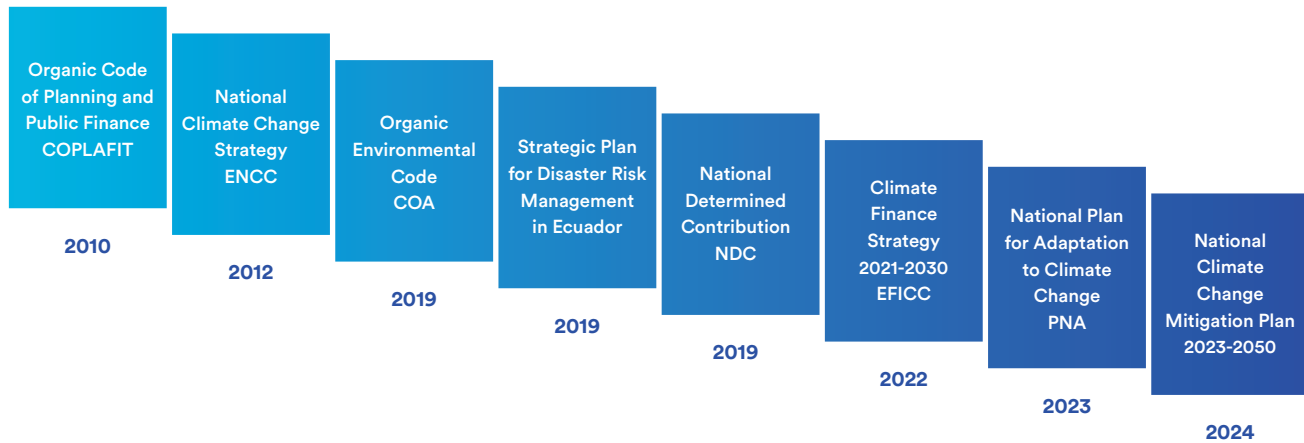 Organic Code
of Planning and
Public Finance
COPLAFIT
2010
National
Climate Change
Strategy
ENCC
2012
Organic
Environmental
Code
COA
2019
Strategic Plan
for Disaster Risk
Management
in Ecuador
2019
National
Determined
Contribution
NDC
2019
Climate
Finance
Strategy
2021-2030
EFICC
2022
National Plan
for Adaptation
to Climate
Change
PNA
2023
National
Climate
Change
Mitigation Plan
2023-2050
2024